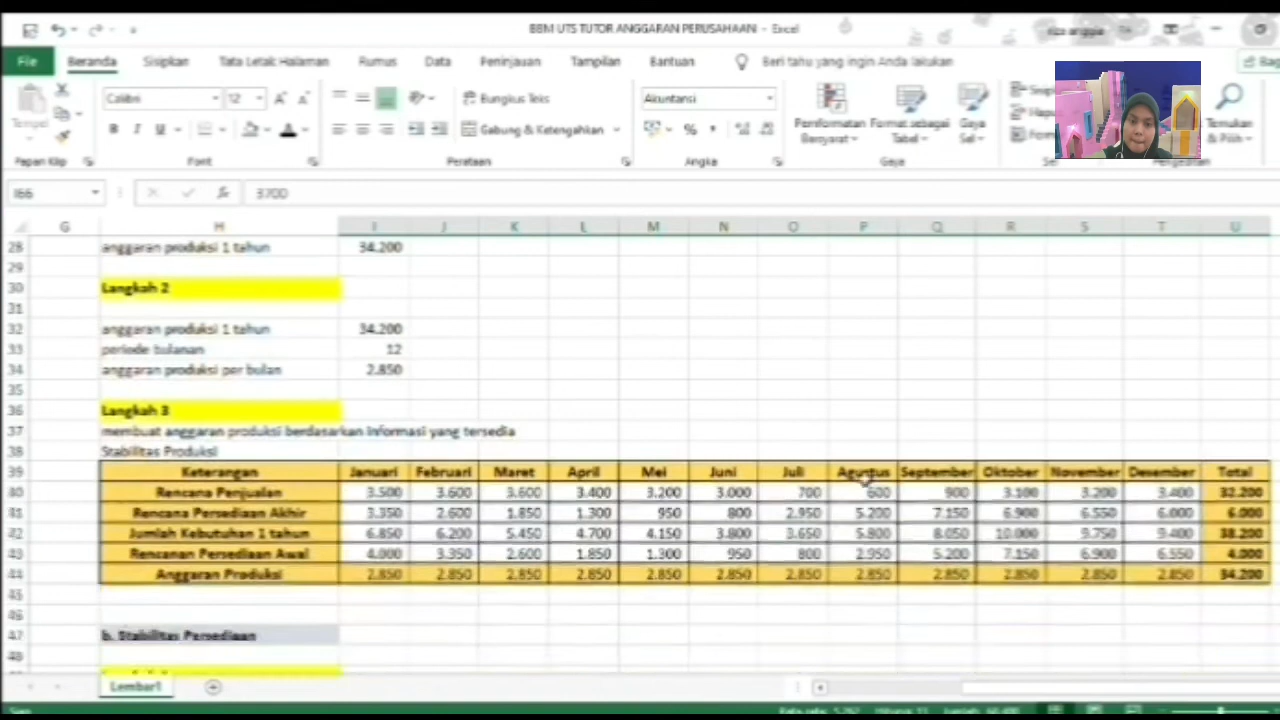 BBM UTS TUTOR ANGGARAN PERUSAHAAN - Excel
File Beranda Sisipkan Tata Letak Halaman Rumus Data Peninjauan Tampilan Bantuan Beri tahu yang ingin Anda lakukan
Calibri 12 Bungkus Teks Akuntansi
B I U Gabung & Ketengahkan % Pemformatan Bersyarat Format sebagai Tabel Gaya Sel Temukan & Pilih
Papan Klip Font Perataan Angka Gaya
I66 fx 3700
G H I J K L M N O P Q R S T U
28 anggaran produksi 1 tahun 34.200
29
30 Langkah 2
31
32 anggaran produksi 1 tahun 34.200
33 periode bulanan 12
34 anggaran produksi per bulan 2.850
35
36 Langkah 3
37 membuat anggaran produksi berdasarkan informasi yang tersedia
38 Stabilitas Produksi
39 Keterangan Januari Februari Maret April Mei Juni Juli Agustus September Oktober November Desember Total
40 Rencana Penjualan 3.500 3.600 3.600 3.400 3.200 3.000 700 600 900 3.100 3.200 3.400 32.200
41 Rencana Persediaan Akhir 3.350 2.600 1.850 1.300 950 800 2.950 5.200 7.150 6.900 6.550 6.000 6.000
42 Jumlah Kebutuhan 1 tahun 6.850 6.200 5.450 4.700 4.150 3.800 3.650 5.800 8.050 10.000 9.750 9.400 38.200
43 Rencanan Persediaan Awal 4.000 3.350 2.600 1.850 1.300 950 800 2.950 5.200 7.150 6.900 6.550 4.000
44 Anggaran Produksi 2.850 2.850 2.850 2.850 2.850 2.850 2.850 2.850 2.850 2.850 2.850 2.850 34.200
45
46
47 b. Stabilitas Persediaan
48
Lembar1